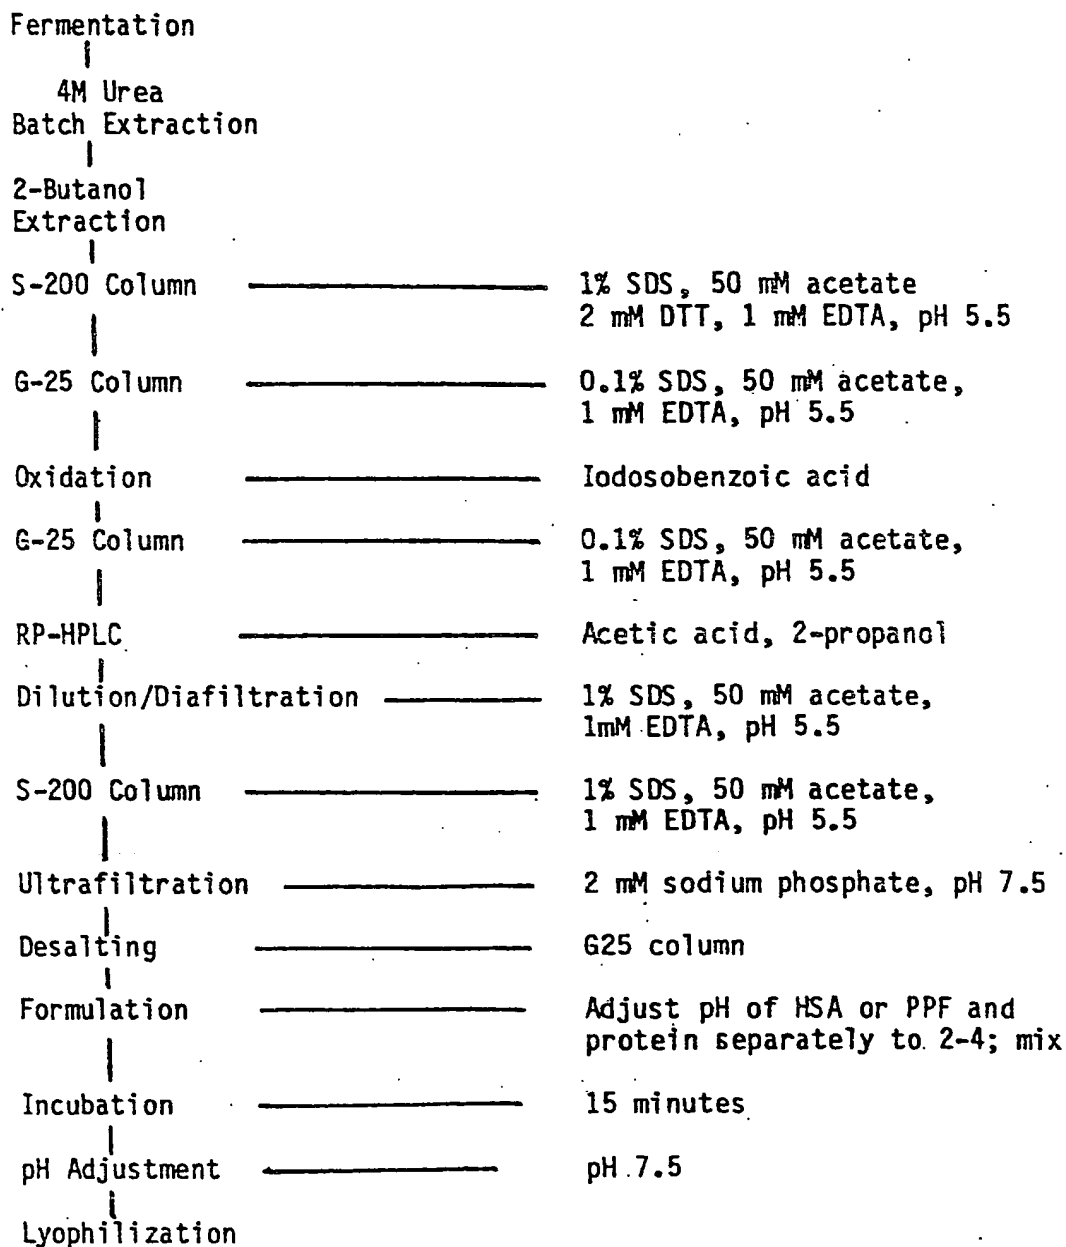 Fermentation
4M Urea
Batch Extraction
2-Butanol
Extraction
S-200 Column 1% SDS, 50 mM acetate
2 mM DTT, 1 mM EDTA, pH 5.5
G-25 Column 0.1% SDS, 50 mM acetate,
1 mM EDTA, pH 5.5
Oxidation Iodosobenzoic acid
G-25 Column 0.1% SDS, 50 mM acetate,
1 mM EDTA, pH 5.5
RP-HPLC Acetic acid, 2-propanol
Dilution/Diafiltration 1% SDS, 50 mM acetate,
1mM EDTA, pH 5.5
S-200 Column 1% SDS, 50 mM acetate,
1 mM EDTA, pH 5.5
Ultrafiltration 2 mM sodium phosphate, pH 7.5
Desalting G25 column
Formulation Adjust pH of HSA or PPF and
protein separately to 2-4; mix
Incubation 15 minutes
pH Adjustment pH 7.5
Lyophilization